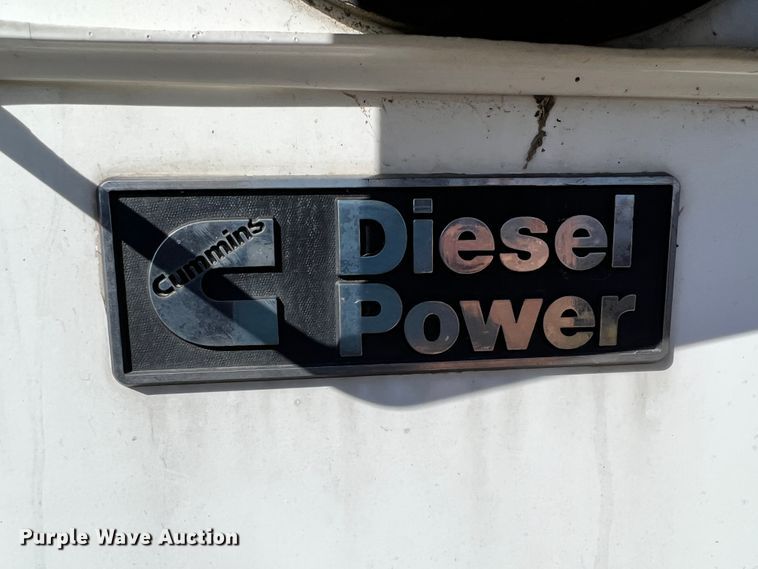 Cummins
Diesel
Power
Purple Wave Auction